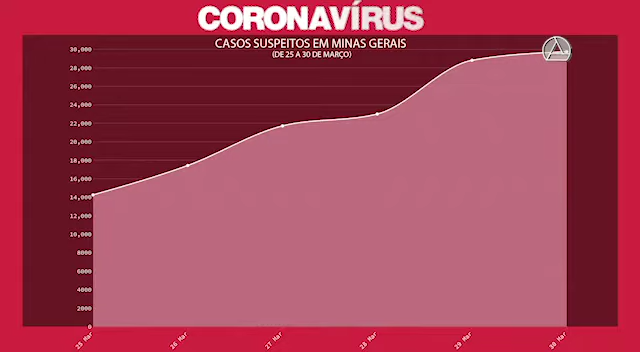 CORONAVÍRUS
CASOS SUSPEITOS EM MINAS GERAIS
(DE 25 A 30 DE MARÇO)
30,000
28,000
26,000
24,000
22,000
20,000
18,000
16,000
14,000
12,000
10,000
8000
6000
4000
2000
0
25 Mar
26 Mar
27 Mar
28 Mar
29 Mar
30 Mar